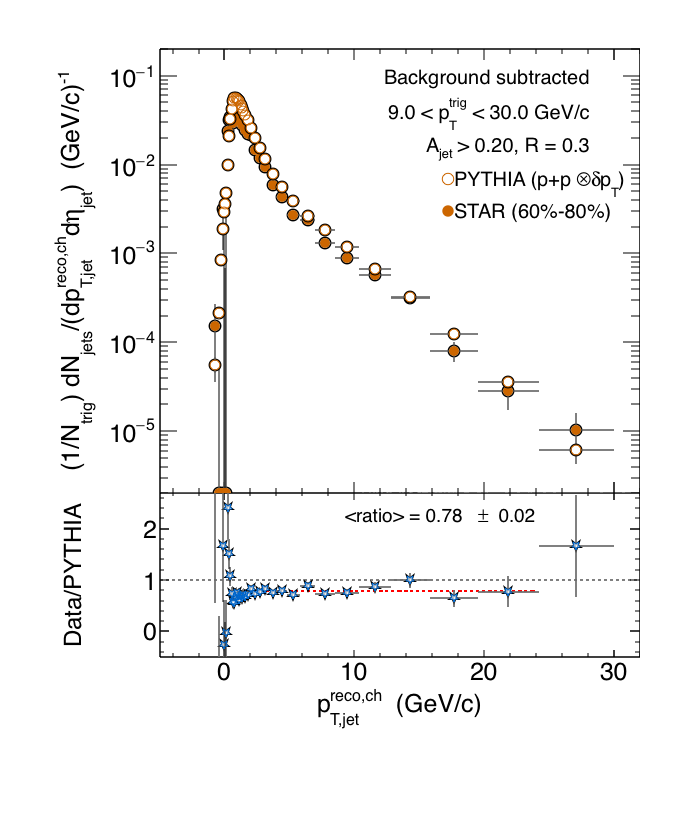 Background subtracted
9.0 < p_T^trig < 30.0 GeV/c
A_jet > 0.20, R = 0.3
PYTHIA (p+p ⊗δp_T)
STAR (60%-80%)
(1/N_trig) dN_jets/(dp_T,jet^reco,ch dη_jet) (GeV/c)^-1
10^−1
10^−2
10^−3
10^−4
10^−5
<ratio> = 0.78 ± 0.02
Data/PYTHIA
2
1
0
0 10 20 30
p_T,jet^reco,ch (GeV/c)